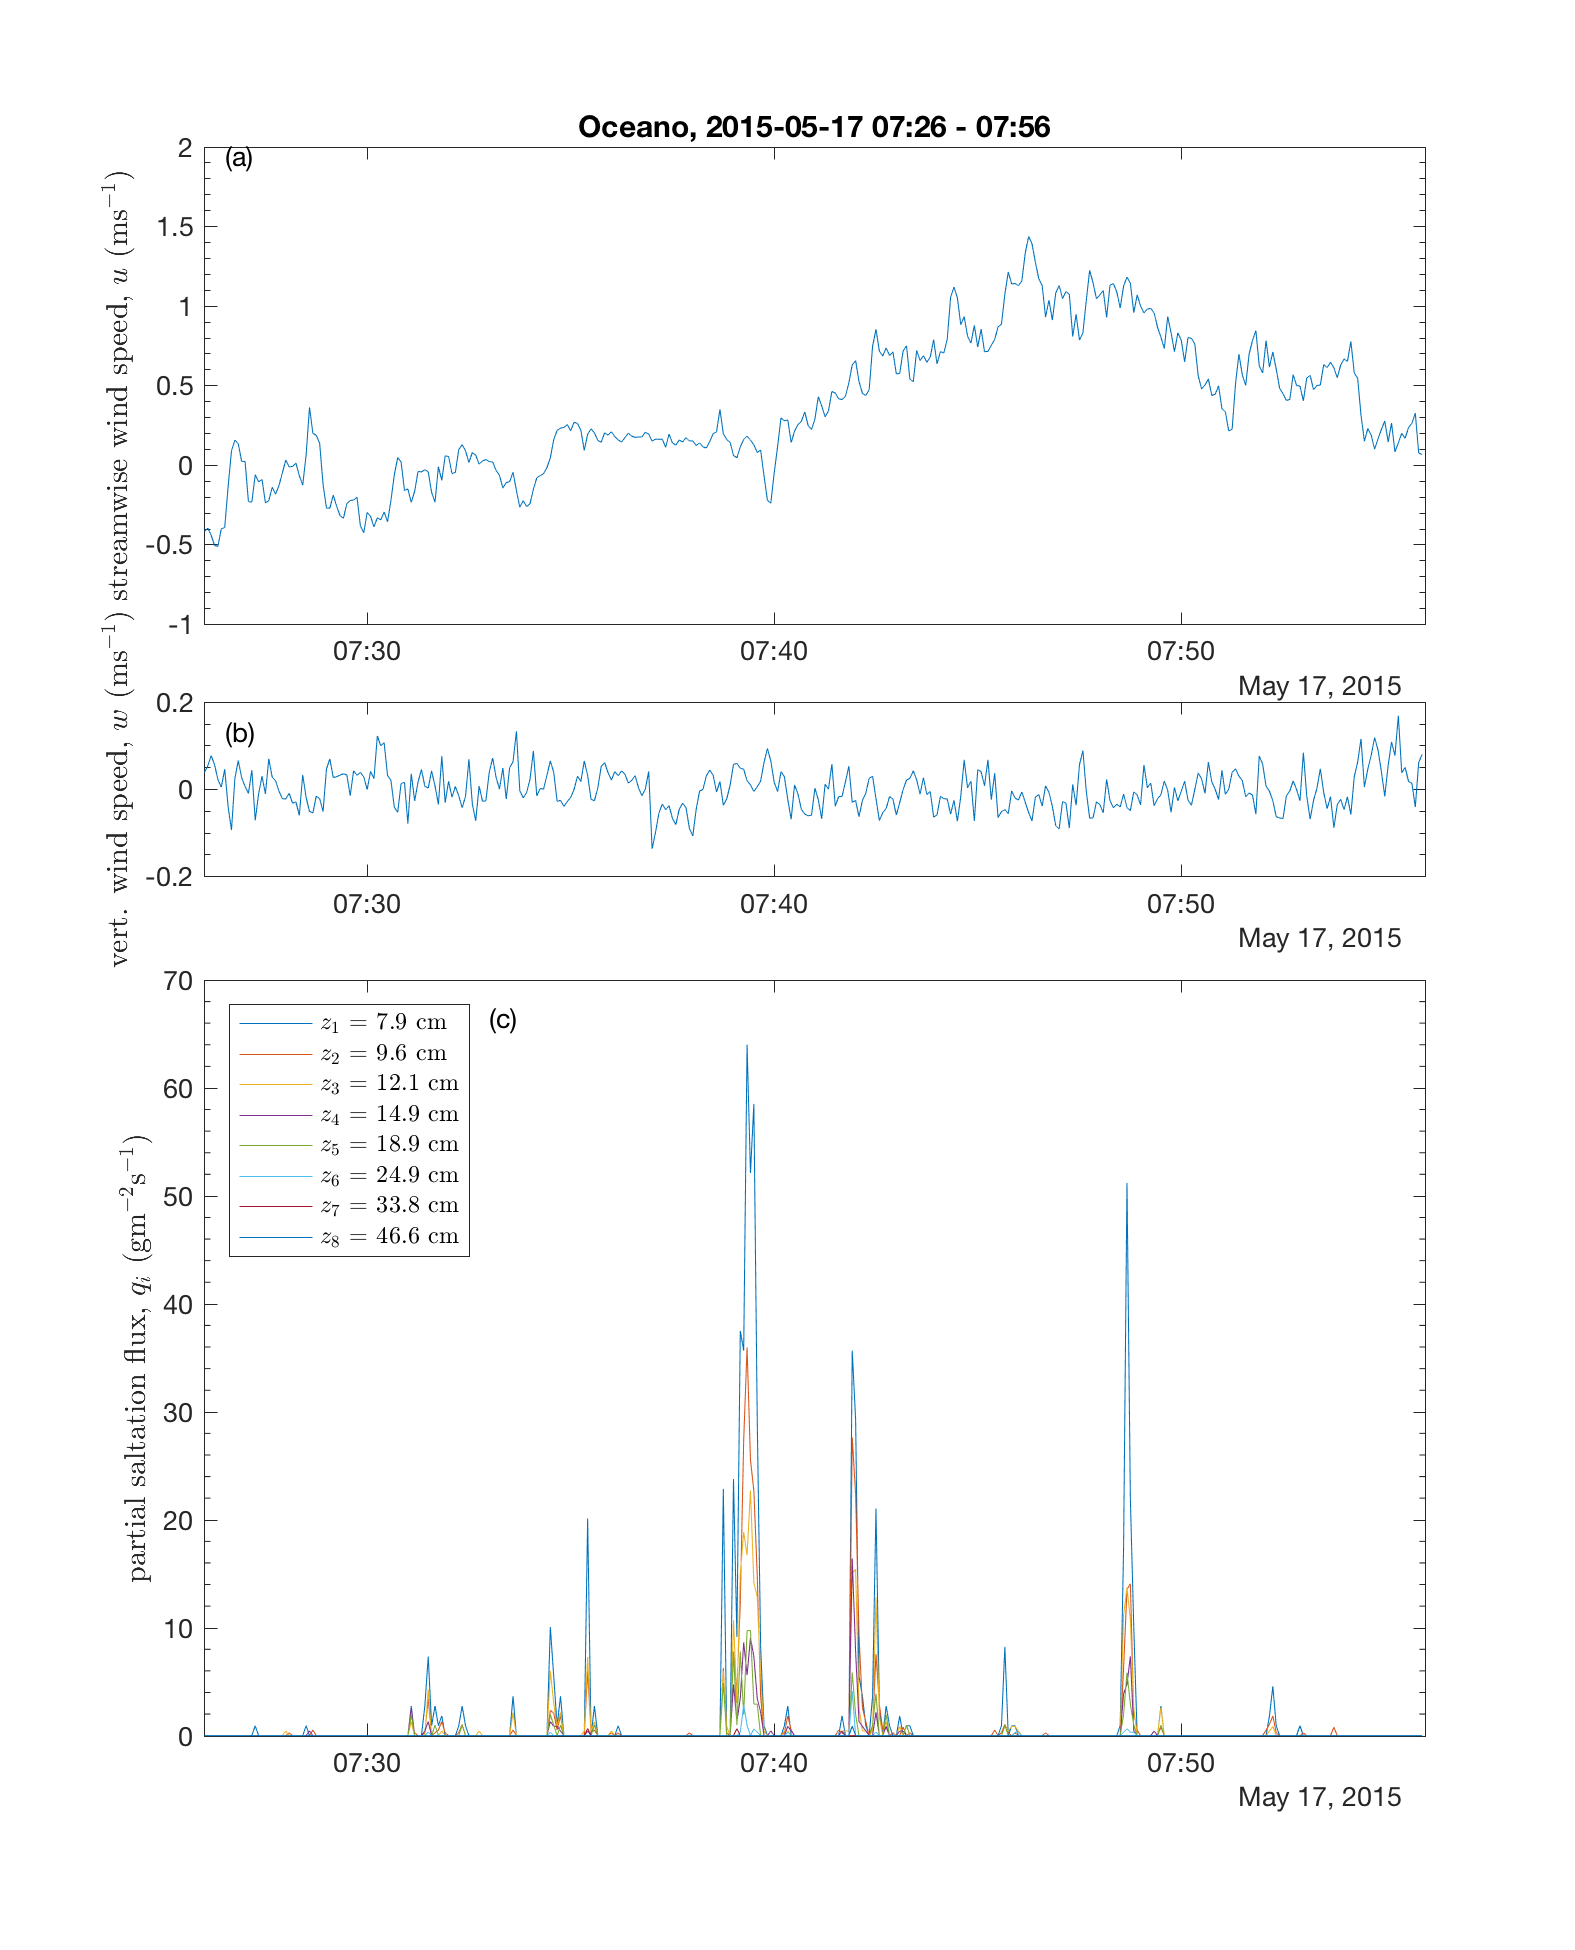 Oceano, 2015-05-17 07:26 - 07:56
(a)
streamwise wind speed, u (ms⁻¹)
2
1.5
1
0.5
0
-0.5
-1
07:30 07:40 07:50
May 17, 2015
(b)
vert. wind speed, w (ms⁻¹)
0.2
0
-0.2
07:30 07:40 07:50
May 17, 2015
(c)
partial saltation flux, qᵢ (gm⁻²s⁻¹)
70
60
50
40
30
20
10
0
z₁ = 7.9 cm
z₂ = 9.6 cm
z₃ = 12.1 cm
z₄ = 14.9 cm
z₅ = 18.9 cm
z₆ = 24.9 cm
z₇ = 33.8 cm
z₈ = 46.6 cm
07:30 07:40 07:50
May 17, 2015